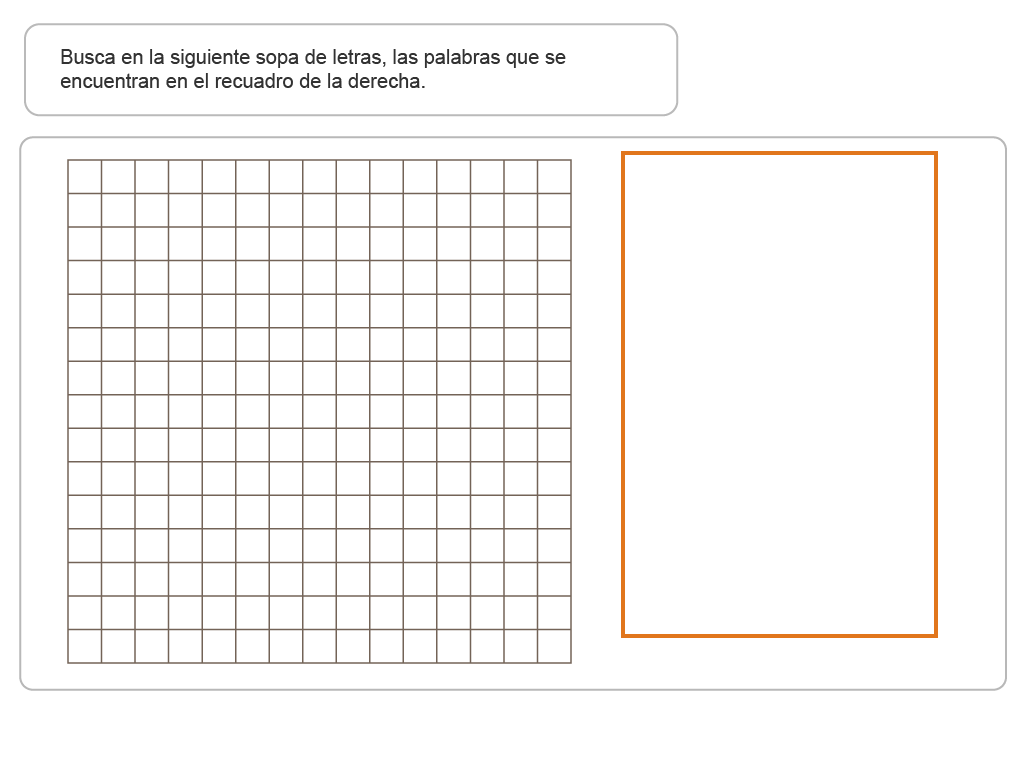 Busca en la siguiente sopa de letras, las palabras que se
encuentran en el recuadro de la derecha.